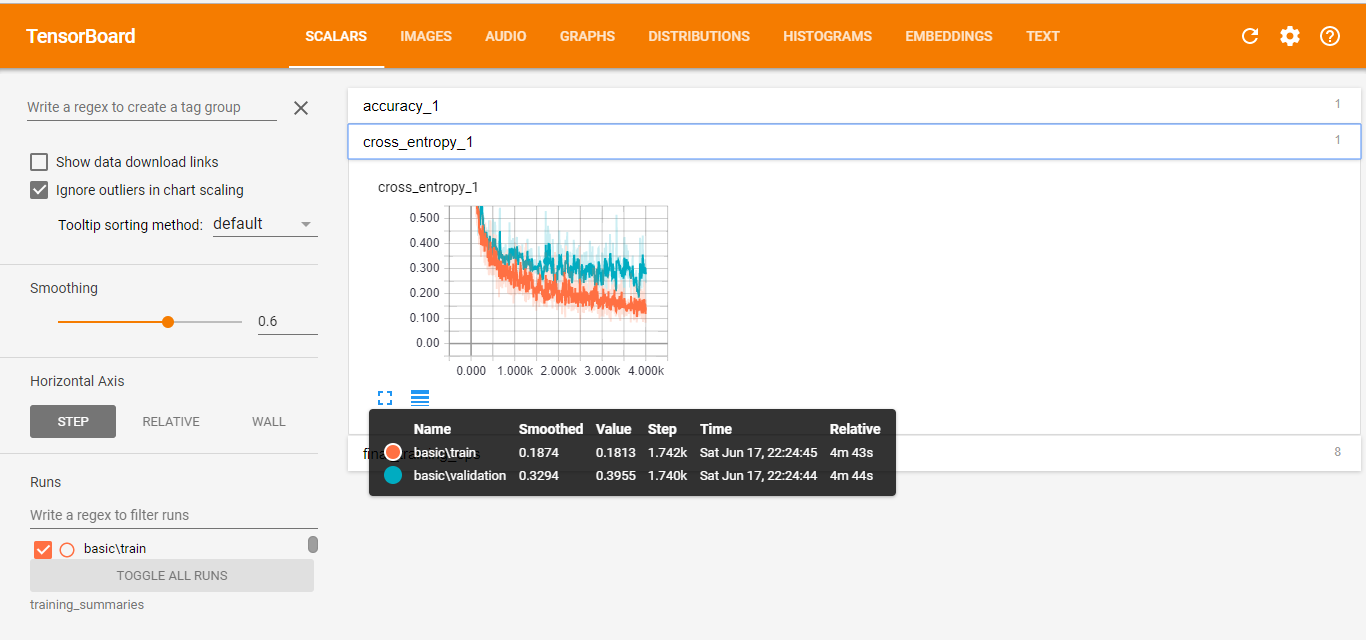 TensorBoard SCALARS IMAGES AUDIO GRAPHS DISTRIBUTIONS HISTOGRAMS EMBEDDINGS TEXT
Write a regex to create a tag group
Show data download links
Ignore outliers in chart scaling
Tooltip sorting method: default
Smoothing
0.6
Horizontal Axis
STEP RELATIVE WALL
Runs
Write a regex to filter runs
basic\train
TOGGLE ALL RUNS
training_summaries
accuracy_1 1
cross_entropy_1 1
cross_entropy_1
0.500
0.400
0.300
0.200
0.100
0.00
0.000 1.000k 2.000k 3.000k 4.000k
Name Smoothed Value Step Time Relative
basic\train 0.1874 0.1813 1.742k Sat Jun 17, 22:24:45 4m 43s
basic\validation 0.3294 0.3955 1.740k Sat Jun 17, 22:24:44 4m 44s
8